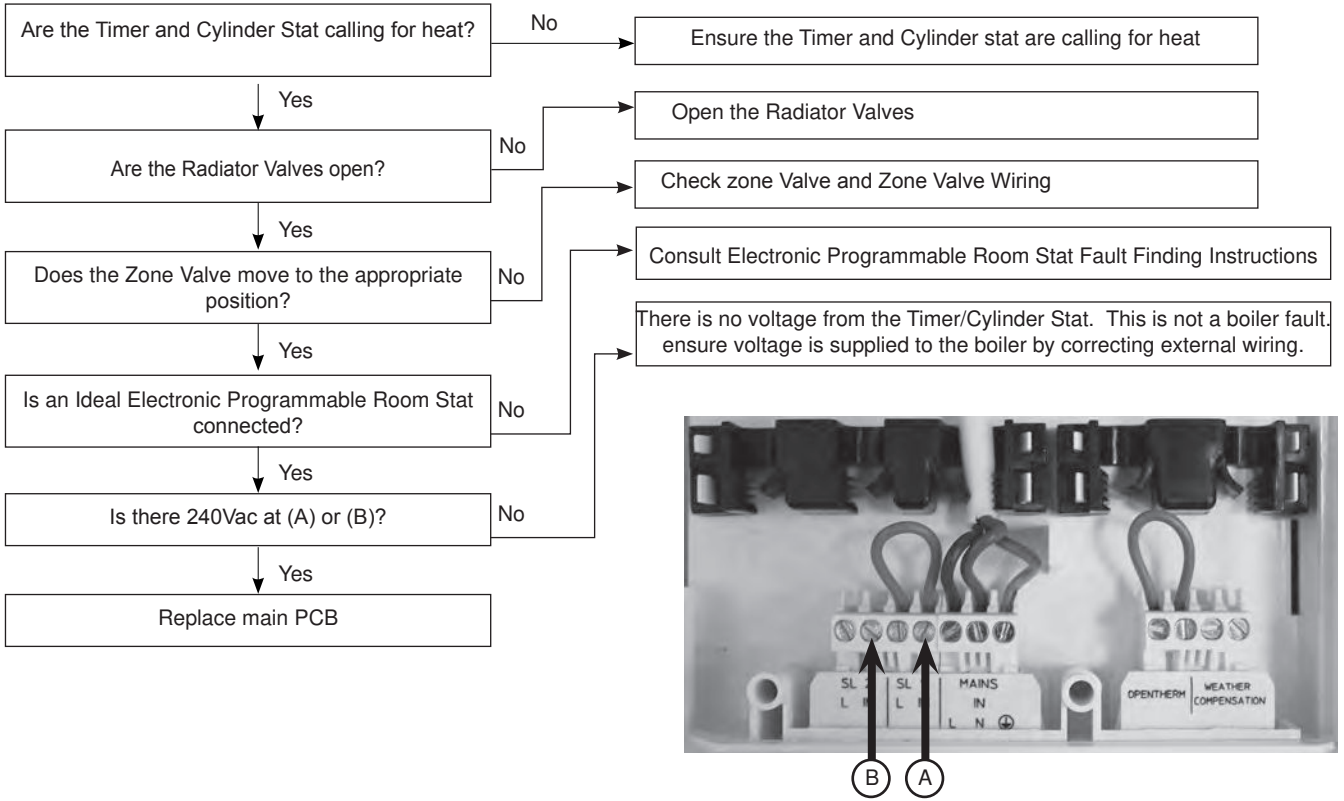 Are the Timer and Cylinder Stat calling for heat?
No
Ensure the Timer and Cylinder stat are calling for heat
Yes
Are the Radiator Valves open?
No
Open the Radiator Valves
Yes
Does the Zone Valve move to the appropriate
position?
No
Check zone Valve and Zone Valve Wiring
Yes
Is an Ideal Electronic Programmable Room Stat
connected?
No
Consult Electronic Programmable Room Stat Fault Finding Instructions
Yes
Is there 240Vac at (A) or (B)?
No
There is no voltage from the Timer/Cylinder Stat. This is not a boiler fault.
ensure voltage is supplied to the boiler by correcting external wiring.
Yes
Replace main PCB
SL
L
SL
L
MAINS
IN
L N
OPENTHERM
WEATHER
COMPENSATION
B
A